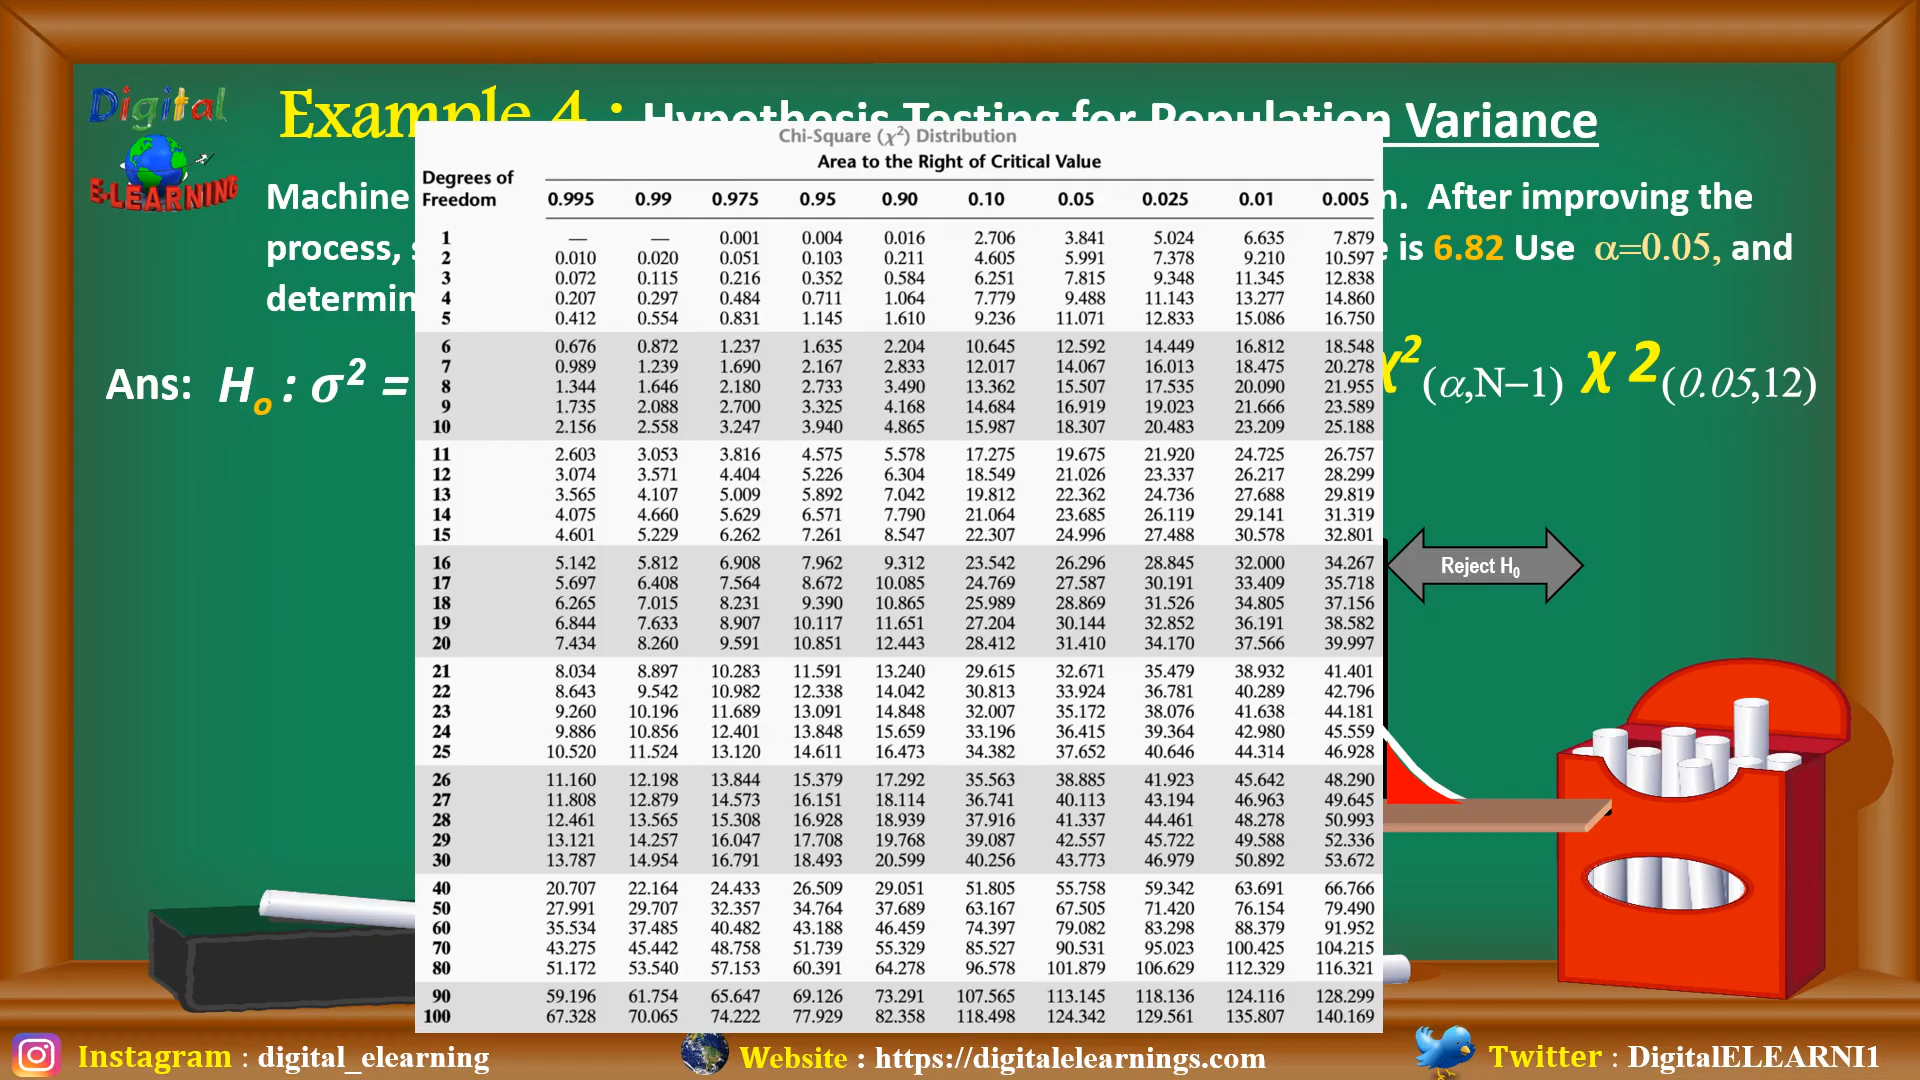 Digital
E-LEARNING
Example 4 : Hypothesis Testing for Population Variance
Machine
n. After improving the
process,
is 6.82 Use α=0.05, and
determin
Ans: Ho : σ² =
χ²(α,N−1) χ 2(0.05,12)
Reject H0
Chi-Square (χ²) Distribution
Area to the Right of Critical Value
Degrees of
Freedom 0.995 0.99 0.975 0.95 0.90 0.10 0.05 0.025 0.01 0.005
1 — — 0.001 0.004 0.016 2.706 3.841 5.024 6.635 7.879
2 0.010 0.020 0.051 0.103 0.211 4.605 5.991 7.378 9.210 10.597
3 0.072 0.115 0.216 0.352 0.584 6.251 7.815 9.348 11.345 12.838
4 0.207 0.297 0.484 0.711 1.064 7.779 9.488 11.143 13.277 14.860
5 0.412 0.554 0.831 1.145 1.610 9.236 11.071 12.833 15.086 16.750
6 0.676 0.872 1.237 1.635 2.204 10.645 12.592 14.449 16.812 18.548
7 0.989 1.239 1.690 2.167 2.833 12.017 14.067 16.013 18.475 20.278
8 1.344 1.646 2.180 2.733 3.490 13.362 15.507 17.535 20.090 21.955
9 1.735 2.088 2.700 3.325 4.168 14.684 16.919 19.023 21.666 23.589
10 2.156 2.558 3.247 3.940 4.865 15.987 18.307 20.483 23.209 25.188
11 2.603 3.053 3.816 4.575 5.578 17.275 19.675 21.920 24.725 26.757
12 3.074 3.571 4.404 5.226 6.304 18.549 21.026 23.337 26.217 28.299
13 3.565 4.107 5.009 5.892 7.042 19.812 22.362 24.736 27.688 29.819
14 4.075 4.660 5.629 6.571 7.790 21.064 23.685 26.119 29.141 31.319
15 4.601 5.229 6.262 7.261 8.547 22.307 24.996 27.488 30.578 32.801
16 5.142 5.812 6.908 7.962 9.312 23.542 26.296 28.845 32.000 34.267
17 5.697 6.408 7.564 8.672 10.085 24.769 27.587 30.191 33.409 35.718
18 6.265 7.015 8.231 9.390 10.865 25.989 28.869 31.526 34.805 37.156
19 6.844 7.633 8.907 10.117 11.651 27.204 30.144 32.852 36.191 38.582
20 7.434 8.260 9.591 10.851 12.443 28.412 31.410 34.170 37.566 39.997
21 8.034 8.897 10.283 11.591 13.240 29.615 32.671 35.479 38.932 41.401
22 8.643 9.542 10.982 12.338 14.042 30.813 33.924 36.781 40.289 42.796
23 9.260 10.196 11.689 13.091 14.848 32.007 35.172 38.076 41.638 44.181
24 9.886 10.856 12.401 13.848 15.659 33.196 36.415 39.364 42.980 45.559
25 10.520 11.524 13.120 14.611 16.473 34.382 37.652 40.646 44.314 46.928
26 11.160 12.198 13.844 15.379 17.292 35.563 38.885 41.923 45.642 48.290
27 11.808 12.879 14.573 16.151 18.114 36.741 40.113 43.194 46.963 49.645
28 12.461 13.565 15.308 16.928 18.939 37.916 41.337 44.461 48.278 50.993
29 13.121 14.257 16.047 17.708 19.768 39.087 42.557 45.722 49.588 52.336
30 13.787 14.954 16.791 18.493 20.599 40.256 43.773 46.979 50.892 53.672
40 20.707 22.164 24.433 26.509 29.051 51.805 55.758 59.342 63.691 66.766
50 27.991 29.707 32.357 34.764 37.689 63.167 67.505 71.420 76.154 79.490
60 35.534 37.485 40.482 43.188 46.459 74.397 79.082 83.298 88.379 91.952
70 43.275 45.442 48.758 51.739 55.329 85.527 90.531 95.023 100.425 104.215
80 51.172 53.540 57.153 60.391 64.278 96.578 101.879 106.629 112.329 116.321
90 59.196 61.754 65.647 69.126 73.291 107.565 113.145 118.136 124.116 128.299
100 67.328 70.065 74.222 77.929 82.358 118.498 124.342 129.561 135.807 140.169
Instagram : digital_elearning
Website : https://digitalelearnings.com
Twitter : DigitalELEARNI1